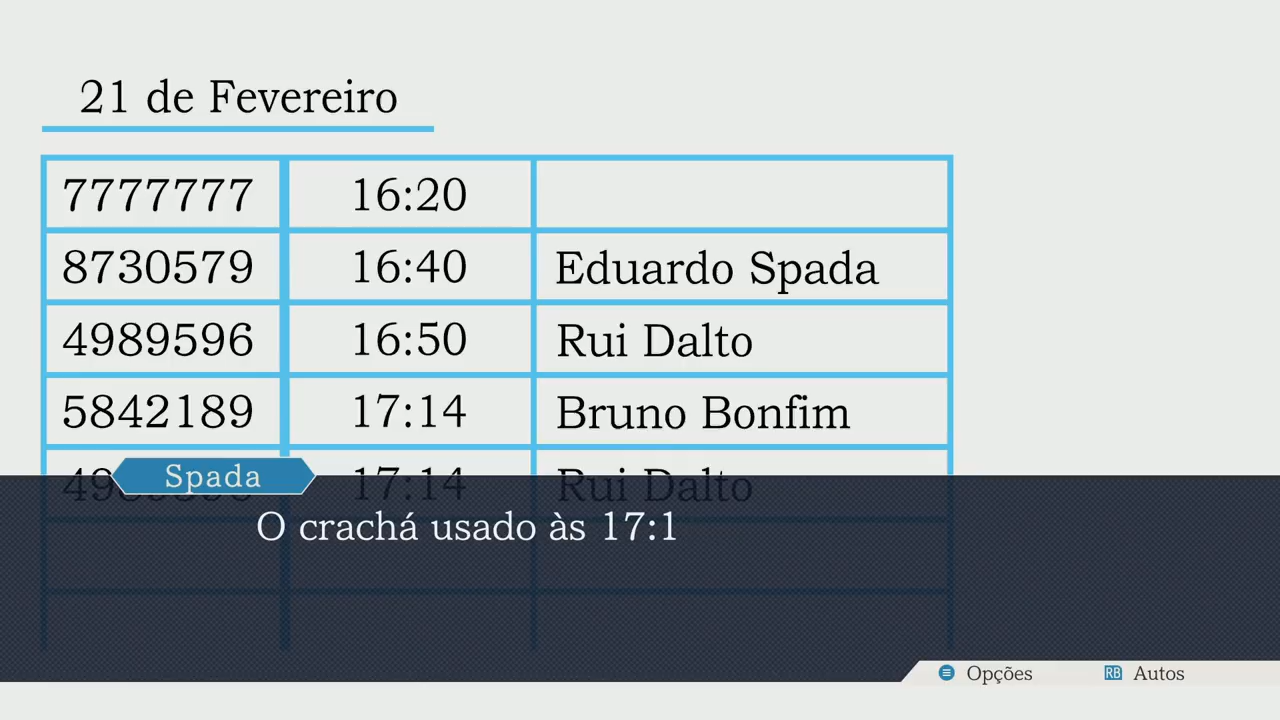 21 de Fevereiro
7777777 16:20
8730579 16:40 Eduardo Spada
4989596 16:50 Rui Dalto
5842189 17:14 Bruno Bonfim
4989596 17:14 Rui Dalto
Spada
O crachá usado às 17:1
Opções RB Autos